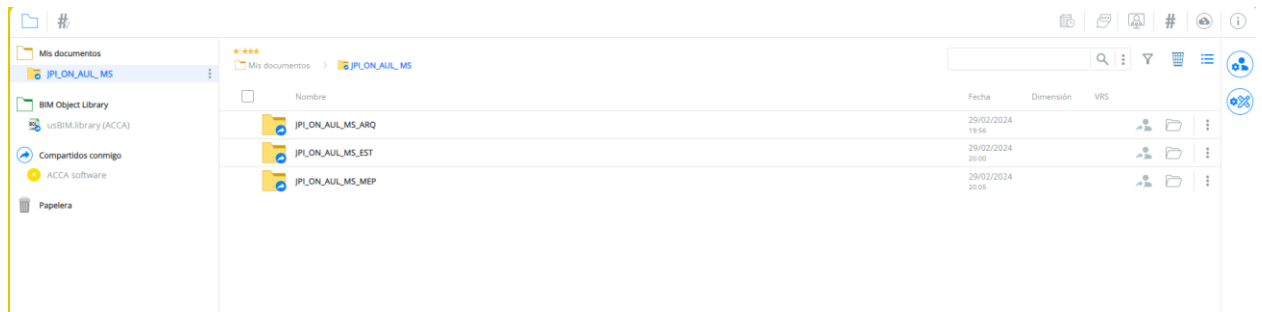 Mis documentos
JPI_ON_AUL_ MS
BIM Object Library
usBIM.library (ACCA)
Compartidos conmigo
A ACCA software
Papelera
Mis documentos > JPI_ON_AUL_ MS
Nombre Fecha Dimensión VRS
JPI_ON_AUL_MS_ARQ 29/02/2024
19:56
JPI_ON_AUL_MS_EST 29/02/2024
20:00
JPI_ON_AUL_MS_MEP 29/02/2024
20:05